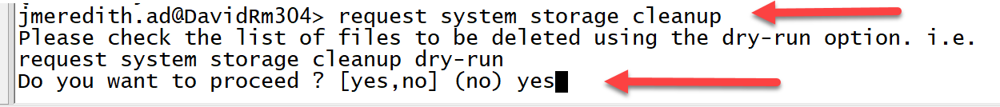 jmeredith.ad@DavidRm304> request system storage cleanup
Please check the list of files to be deleted using the dry-run option. i.e.
request system storage cleanup dry-run
Do you want to proceed ? [yes,no] (no) yes